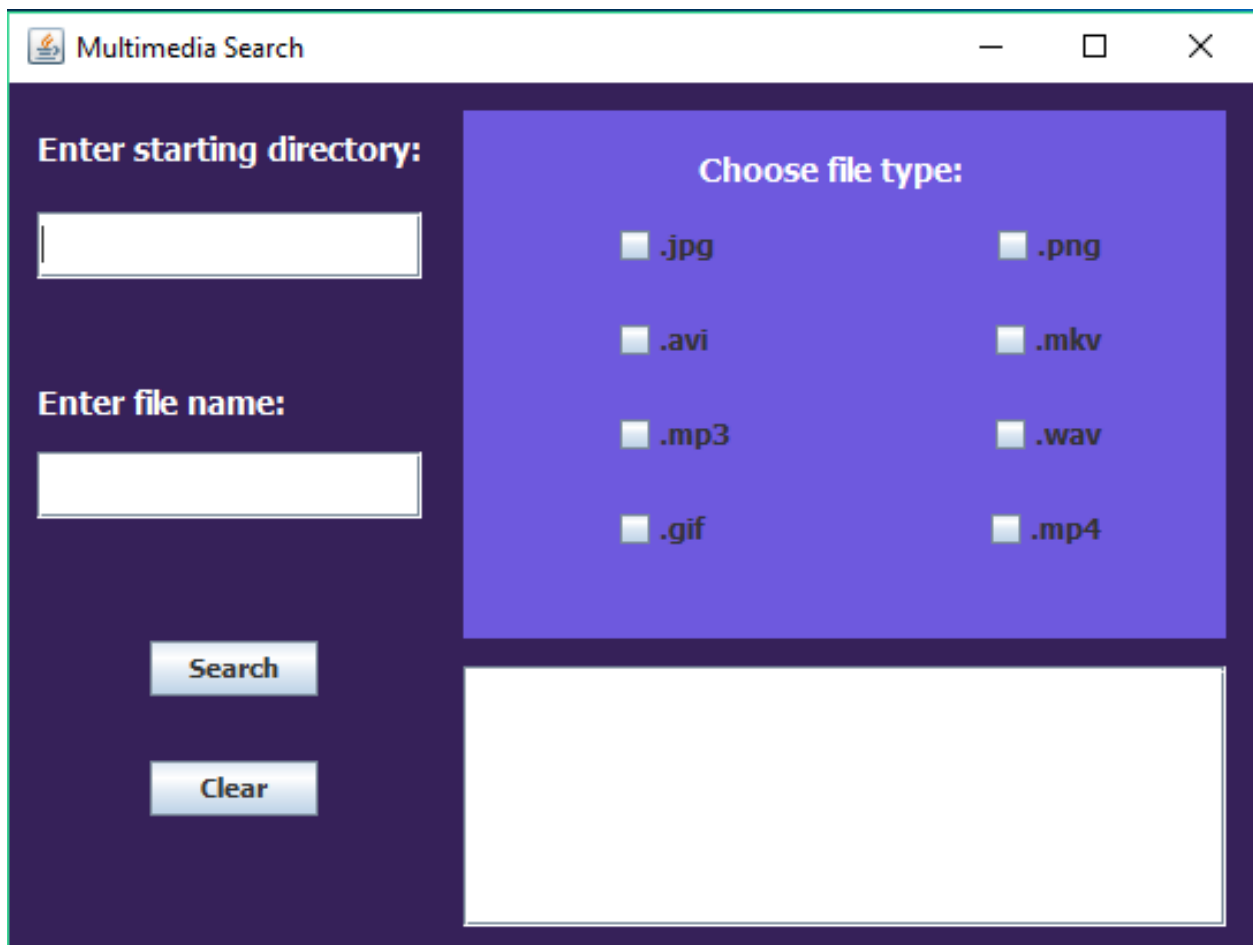 Multimedia Search
Enter starting directory:
Enter file name:
Search
Clear
Choose file type:
.jpg .png
.avi .mkv
.mp3 .wav
.gif .mp4